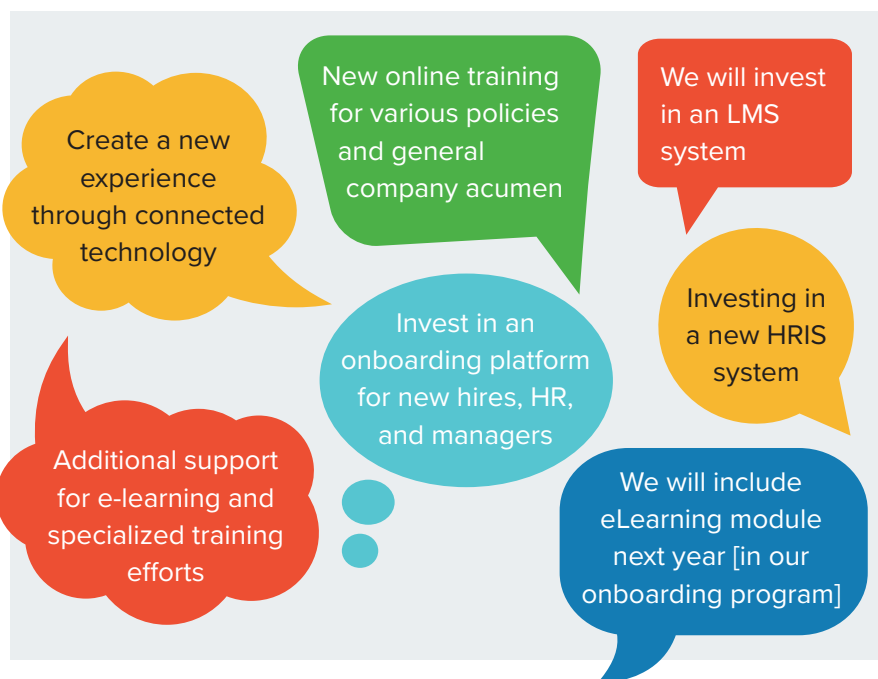 Create a new
experience
through connected
technology
New online training
for various policies
and general
company acumen
We will invest
in an LMS
system
Invest in an
onboarding platform
for new hires, HR,
and managers
Investing in
a new HRIS
system
Additional support
for e-learning and
specialized training
efforts
We will include
eLearning module
next year [in our
onboarding program]